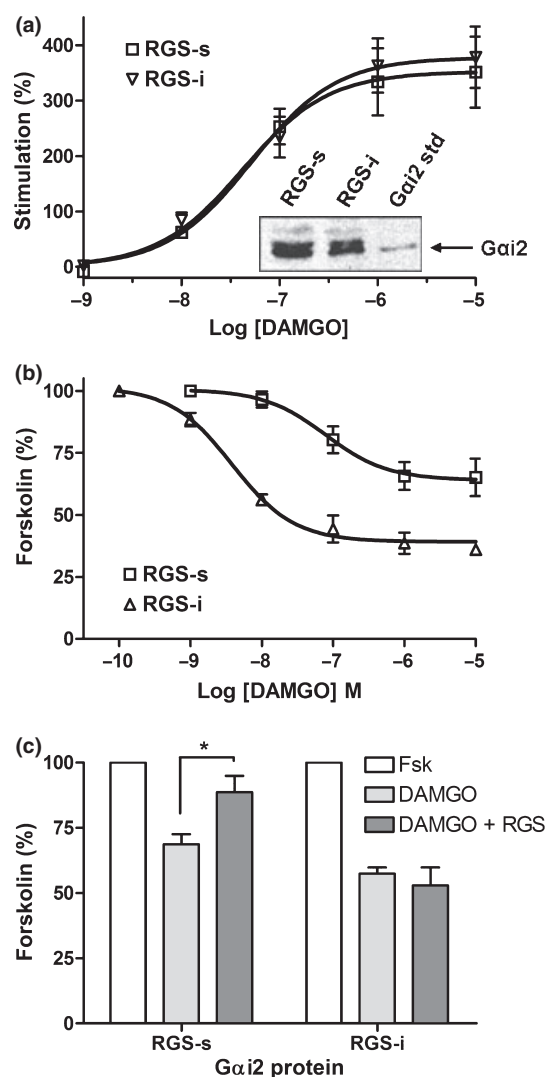 (a)
400
300
200
100
0
Stimulation (%)
RGS-s
RGS-i
RGS-s
RGS-i
Gαi2 std
Gαi2
–9
–8
–7
–6
–5
Log [DAMGO]
(b)
100
75
50
25
0
Forskolin (%)
RGS-s
RGS-i
–10
–9
–8
–7
–6
–5
Log [DAMGO] M
(c)
100
75
50
25
0
Forskolin (%)
*
Fsk
DAMGO
DAMGO + RGS
RGS-s
RGS-i
Gαi2 protein